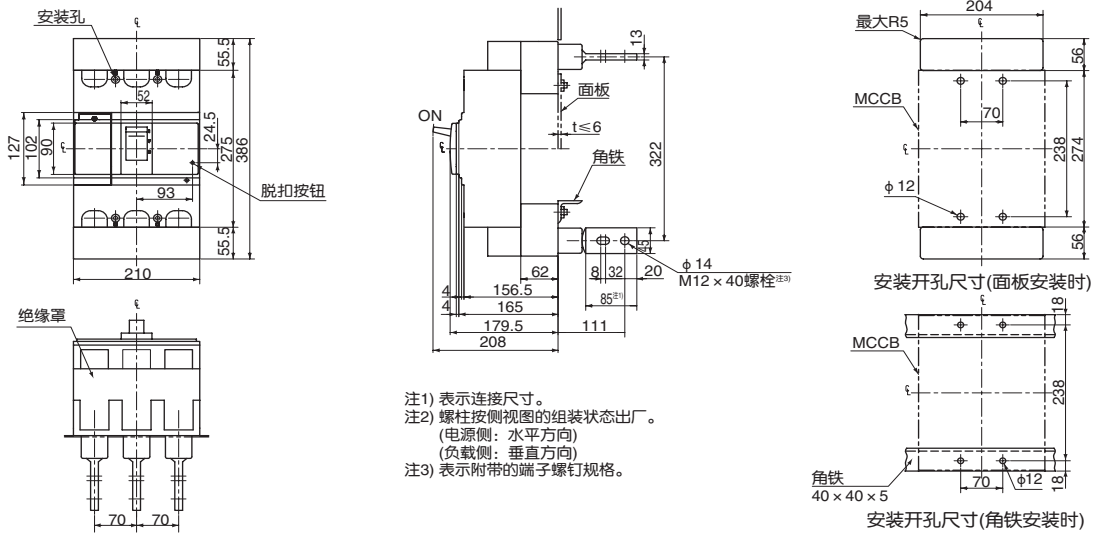 安装孔
℄
55.5
52
127
102
90
℄
24.5
275
386
93
脱扣按钮
55.5
210
℄
绝缘罩
70
70
13
面板
ON
t≤6
℄
角铁
322
45
62
8
32
20
φ14
M12×40螺栓注3)
4
156.5
85注1)
4
165
179.5
111
208
注1) 表示连接尺寸。
注2) 螺柱按侧视图的组装状态出厂。
(电源侧：水平方向)
(负载侧：垂直方向)
注3) 表示附带的端子螺钉规格。
204
最大R5
℄
56
MCCB
70
℄
238
274
φ12
56
安装开孔尺寸(面板安装时)
℄
18
MCCB
℄
238
角铁
40×40×5
70
φ12
18
安装开孔尺寸(角铁安装时)